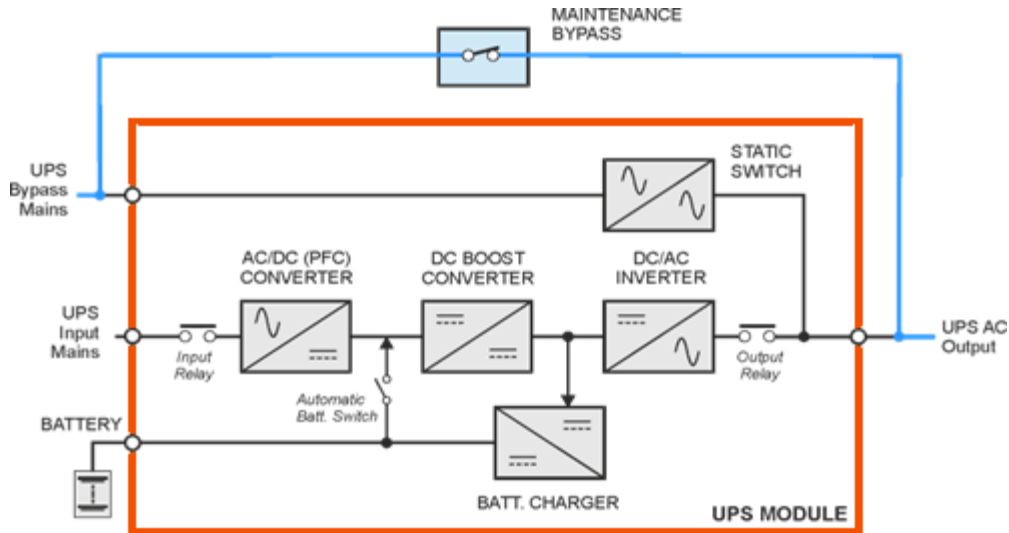 MAINTENANCE
BYPASS
STATIC
SWITCH
UPS
Bypass
Mains
AC/DC (PFC)
CONVERTER
DC BOOST
CONVERTER
DC/AC
INVERTER
UPS
Input
Mains
Input
Relay
Output
Relay
UPS AC
Output
Automatic
Batt. Switch
BATTERY
BATT. CHARGER
UPS MODULE